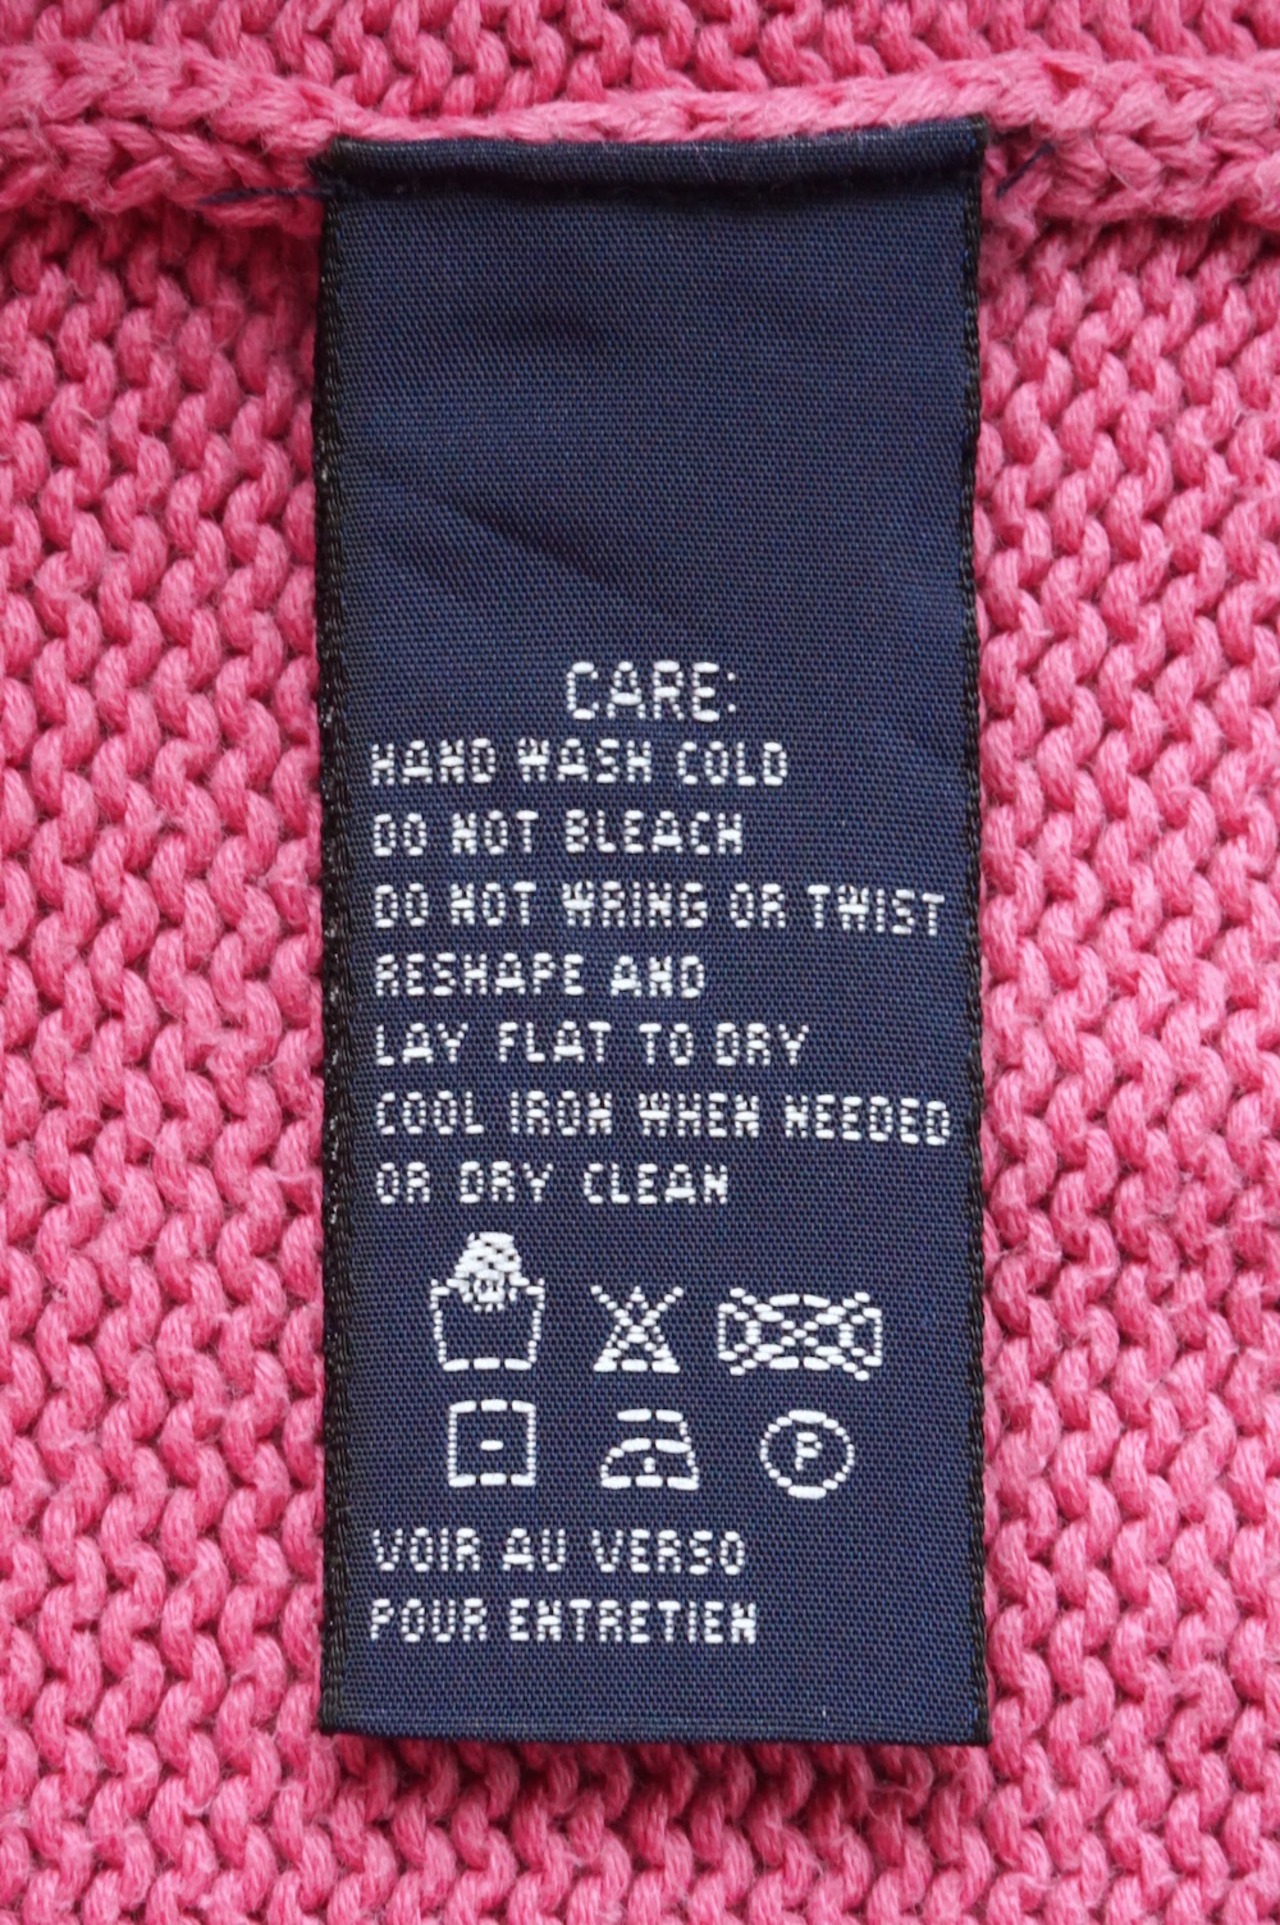 CARE:
HAND WASH COLD
DO NOT BLEACH
DO NOT WRING OR TWIST
RESHAPE AND
LAY FLAT TO DRY
COOL IRON WHEN NEEDED
OR DRY CLEAN
P
VOIR AU VERSO
POUR ENTRETIEN